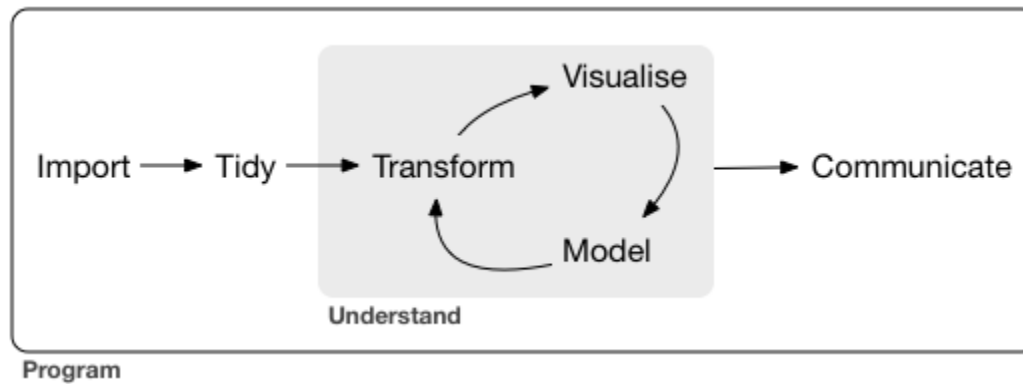 Visualise
Import Tidy Transform Communicate
Model
Understand
Program